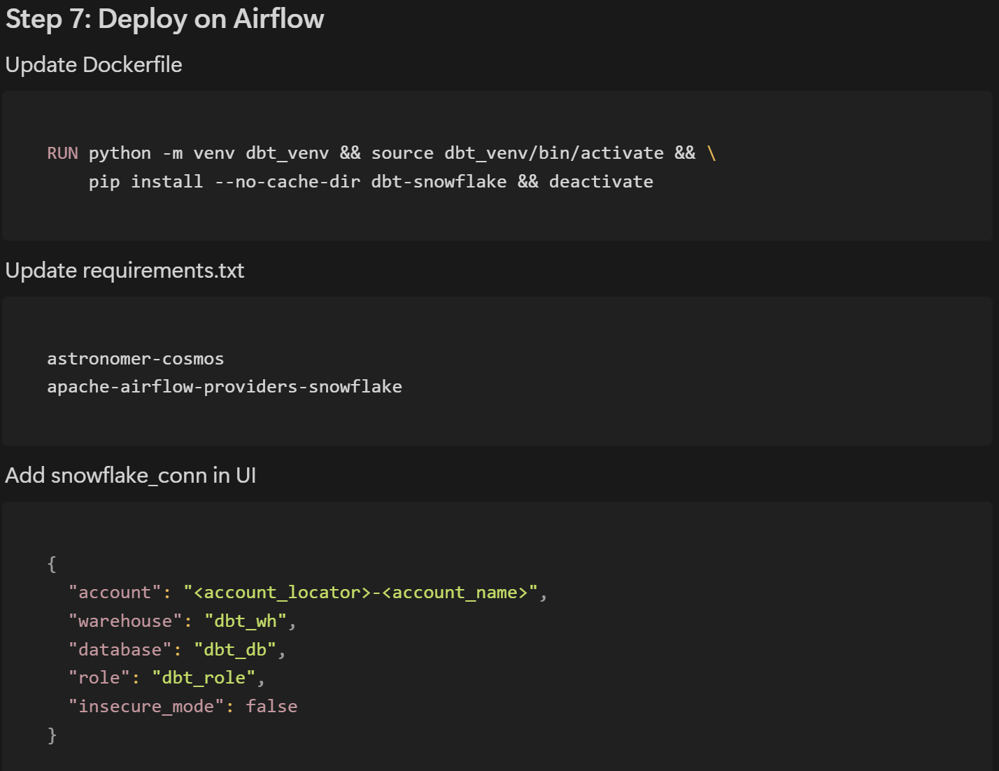 Step 7: Deploy on Airflow
Update Dockerfile
RUN python -m venv dbt_venv && source dbt_venv/bin/activate && \
    pip install --no-cache-dir dbt-snowflake && deactivate
Update requirements.txt
astronomer-cosmos
apache-airflow-providers-snowflake
Add snowflake_conn in UI
{
  "account": "<account_locator>-<account_name>",
  "warehouse": "dbt_wh",
  "database": "dbt_db",
  "role": "dbt_role",
  "insecure_mode": false
}